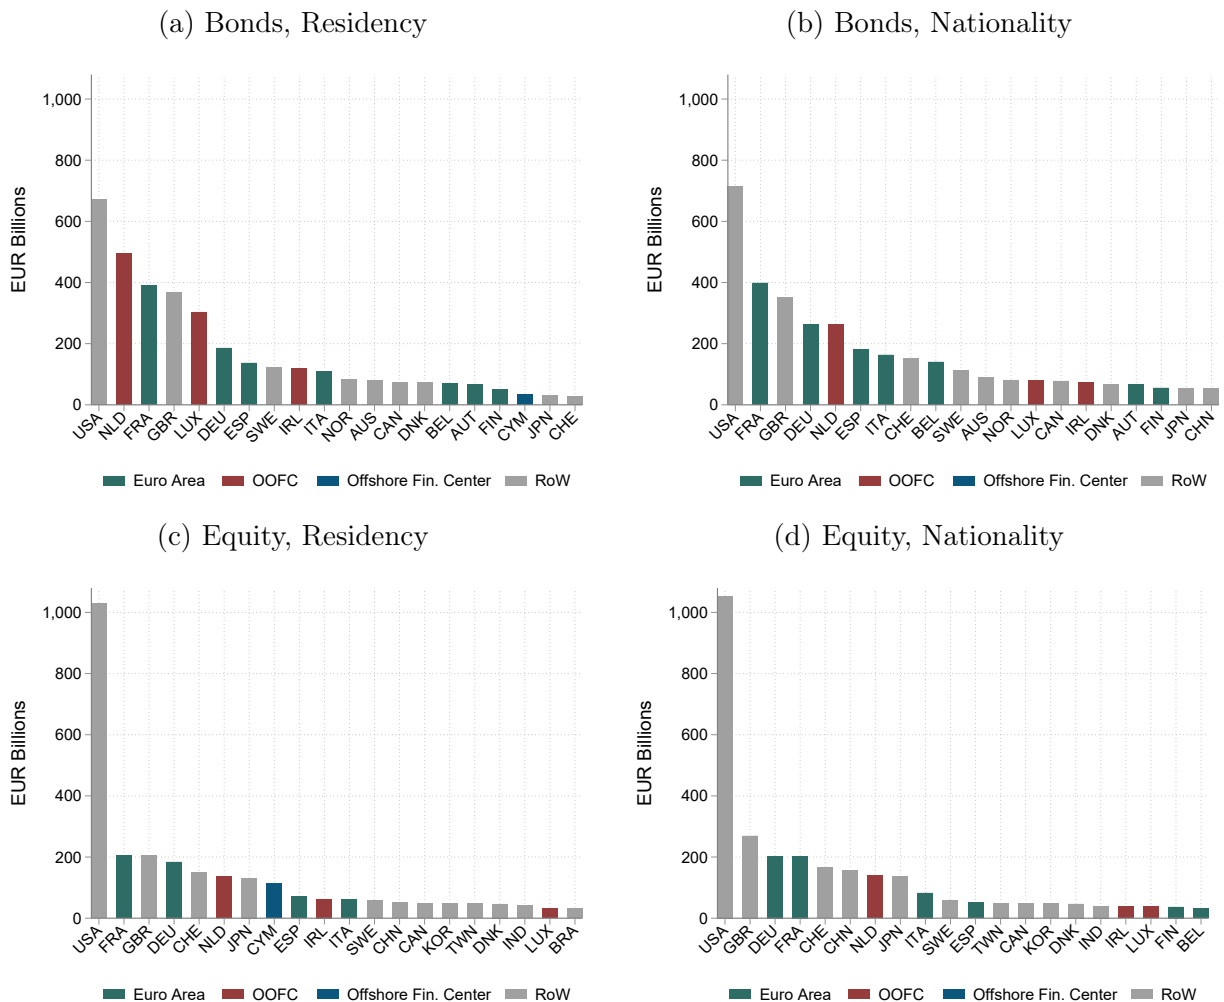 (a) Bonds, Residency
EUR Billions
1,000
800
600
400
200
0
USA NLD FRA GBR LUX DEU ESP SWE IRL ITA NOR AUS CAN DNK BEL AUT FIN CYM JPN CHE
Euro Area OOFC Offshore Fin. Center RoW
(b) Bonds, Nationality
EUR Billions
1,000
800
600
400
200
0
USA FRA GBR DEU NLD ESP ITA CHE BEL SWE AUS NOR LUX CAN IRL DNK AUT FIN JPN CHN
Euro Area OOFC Offshore Fin. Center RoW
(c) Equity, Residency
EUR Billions
1,000
800
600
400
200
0
USA FRA GBR DEU CHE NLD JPN CYM ESP IRL ITA SWE CHN CAN KOR TWN DNK IND LUX BRA
Euro Area OOFC Offshore Fin. Center RoW
(d) Equity, Nationality
EUR Billions
1,000
800
600
400
200
0
USA GBR DEU FRA CHE CHN NLD JPN ITA SWE ESP TWN CAN KOR DNK IND IRL LUX FIN BEL
Euro Area OOFC Offshore Fin. Center RoW